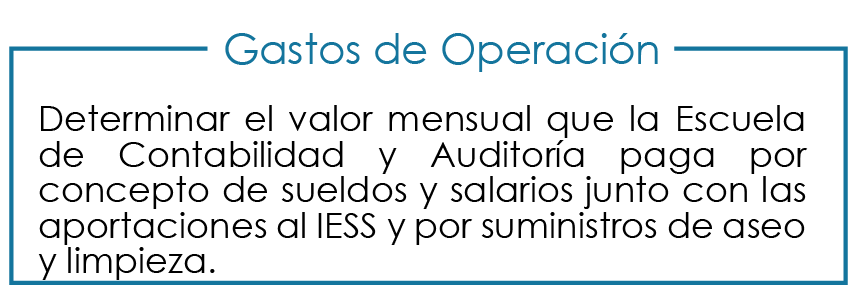 Gastos de Operación
Determinar el valor mensual que la Escuela
de Contabilidad y Auditoría paga por
concepto de sueldos y salarios junto con las
aportaciones al IESS y por suministros de aseo
y limpieza.